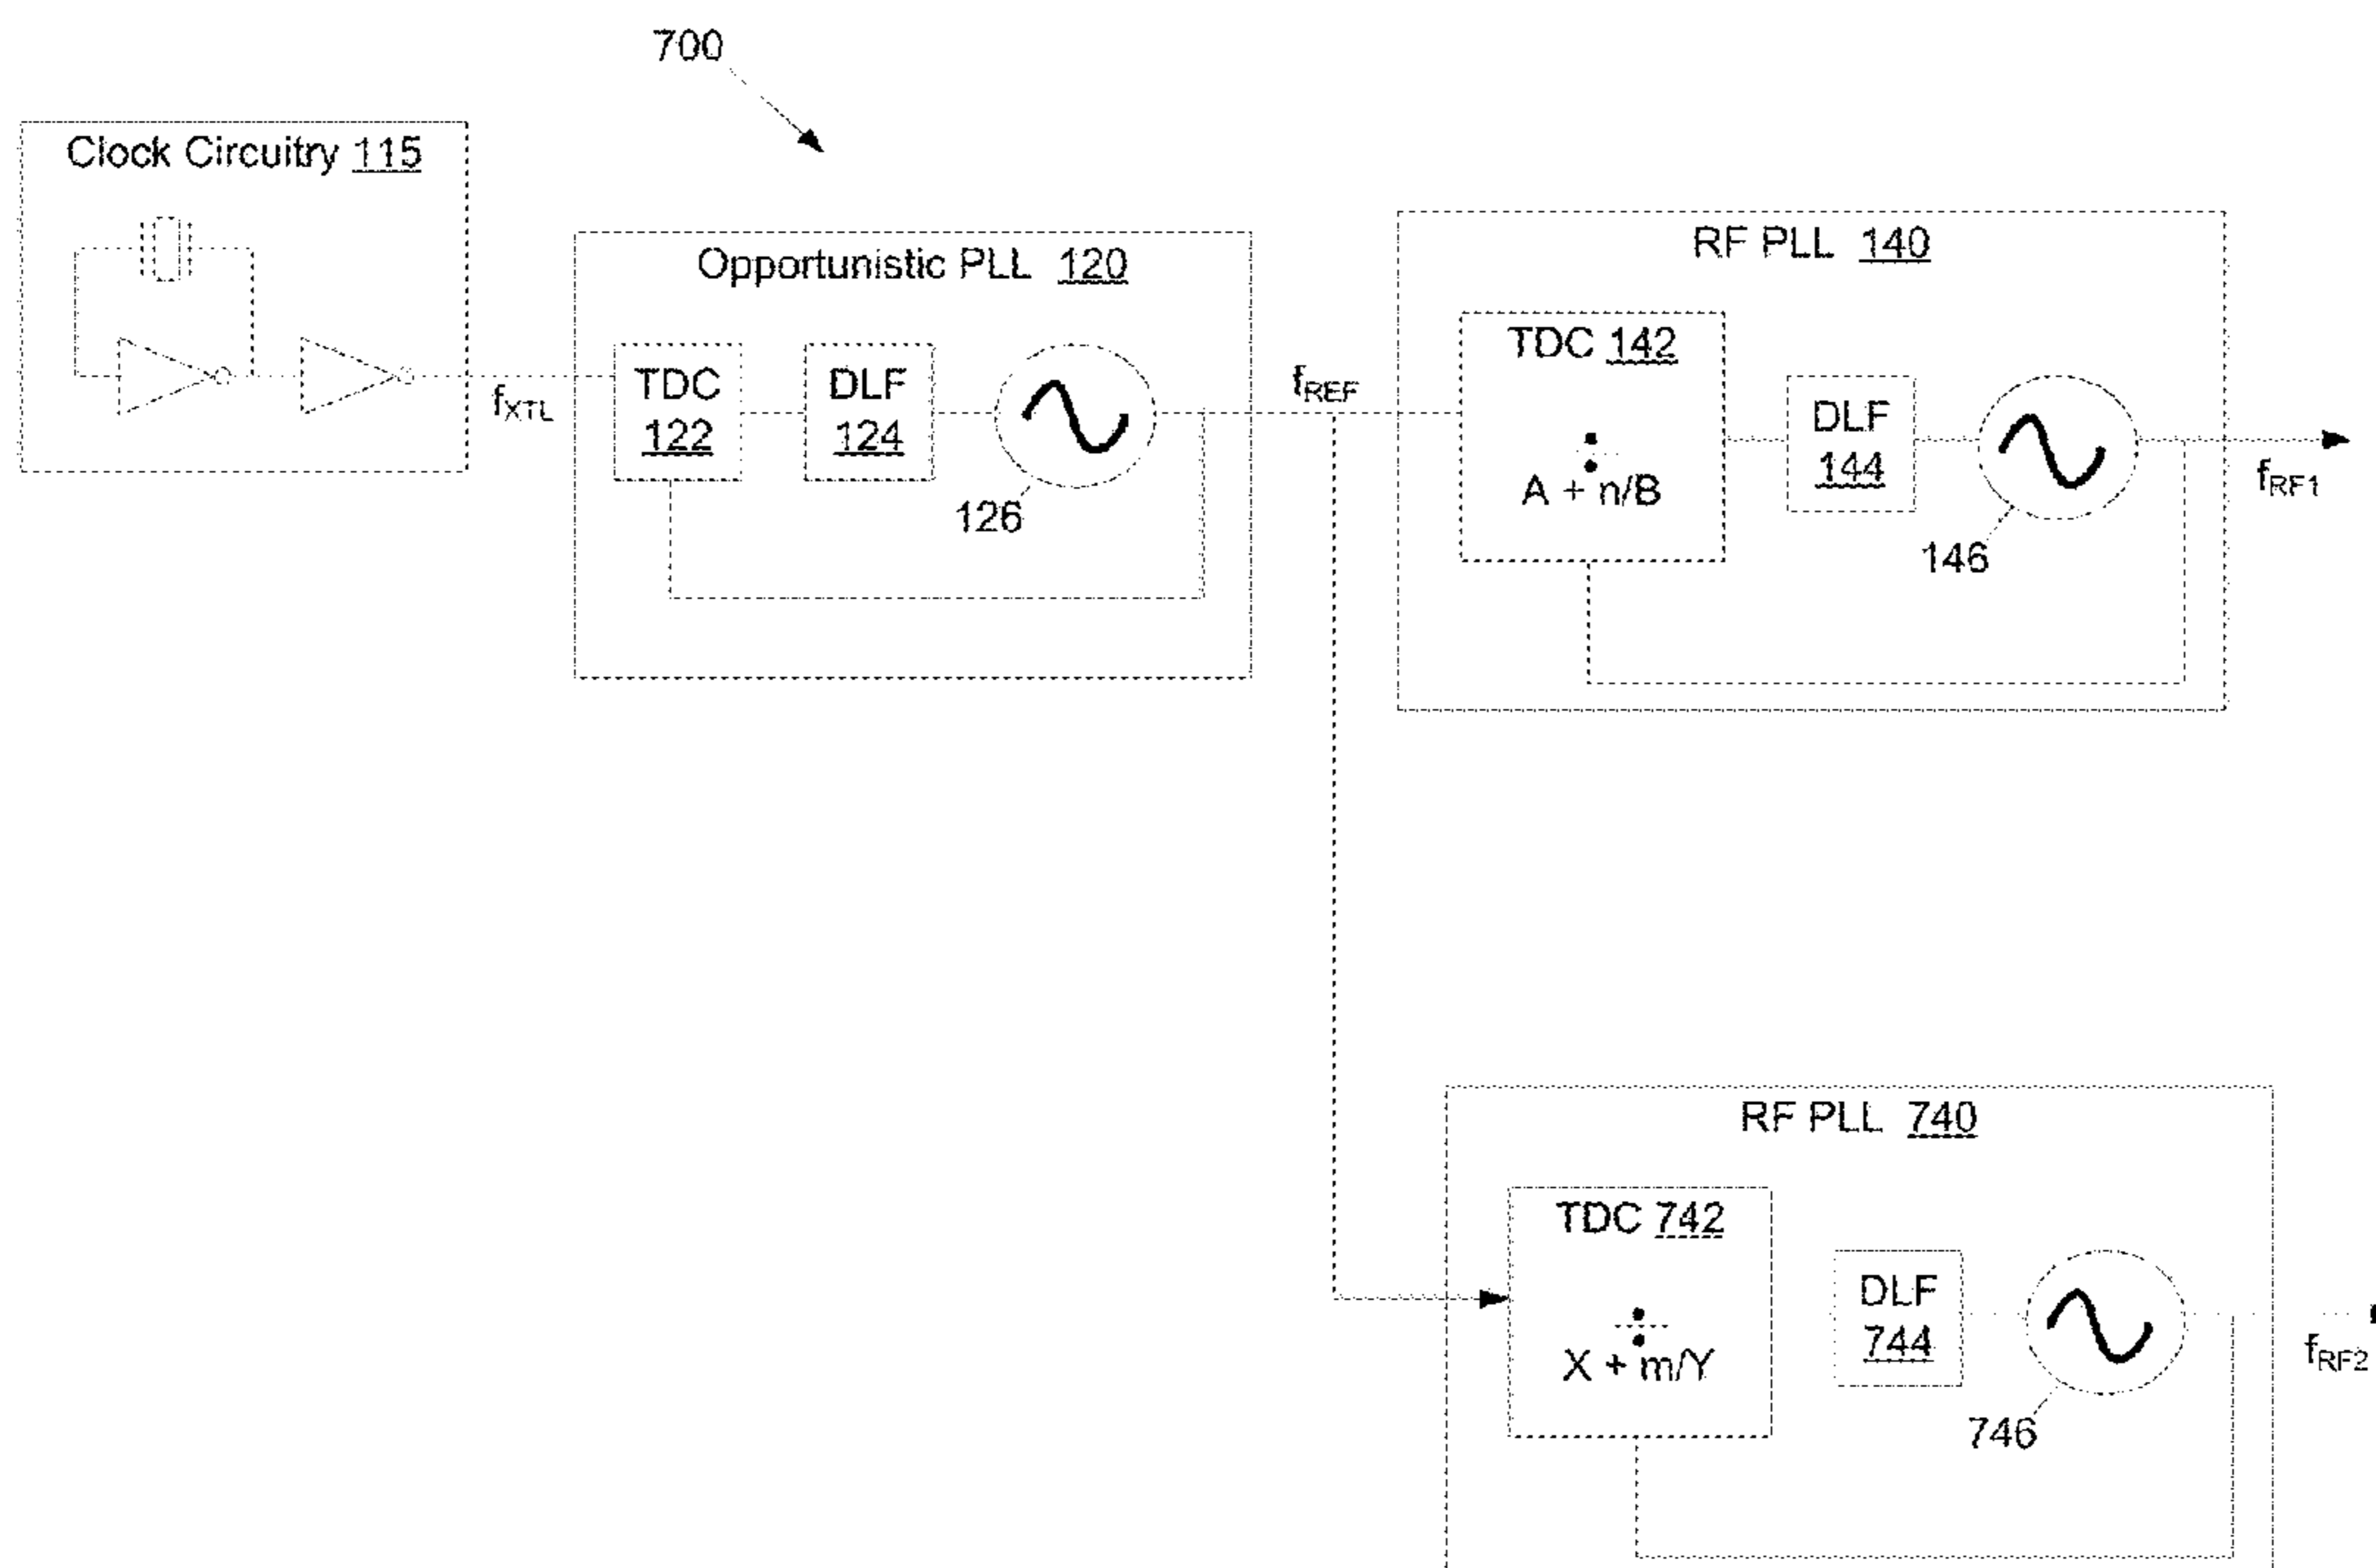 700
Clock Circuitry 115
fXTL
Opportunistic PLL 120
TDC
122
DLF
124
126
fREF
RF PLL 140
TDC 142
÷
A + n/B
DLF
144
146
fRF1
RF PLL 740
TDC 742
÷
X + m/Y
DLF
744
746
fRF2